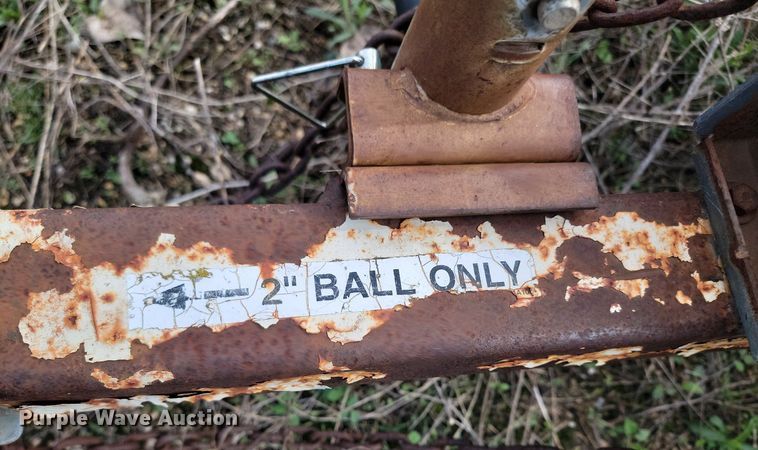 2" BALL ONLY
Purple Wave Auction